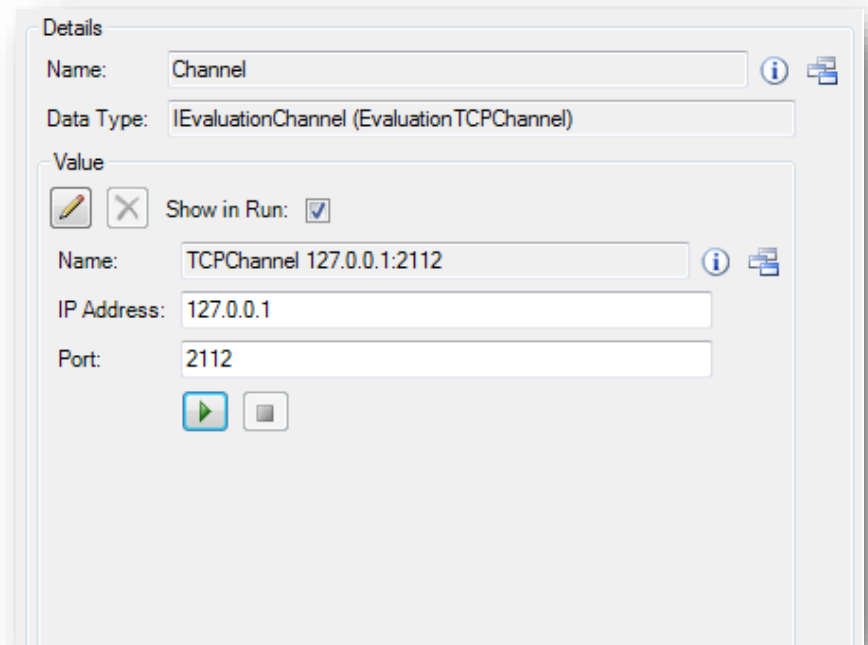 Details
Name: Channel
Data Type: IEvaluationChannel (EvaluationTCPChannel)
Value
Show in Run:
Name: TCPChannel 127.0.0.1:2112
IP Address: 127.0.0.1
Port: 2112